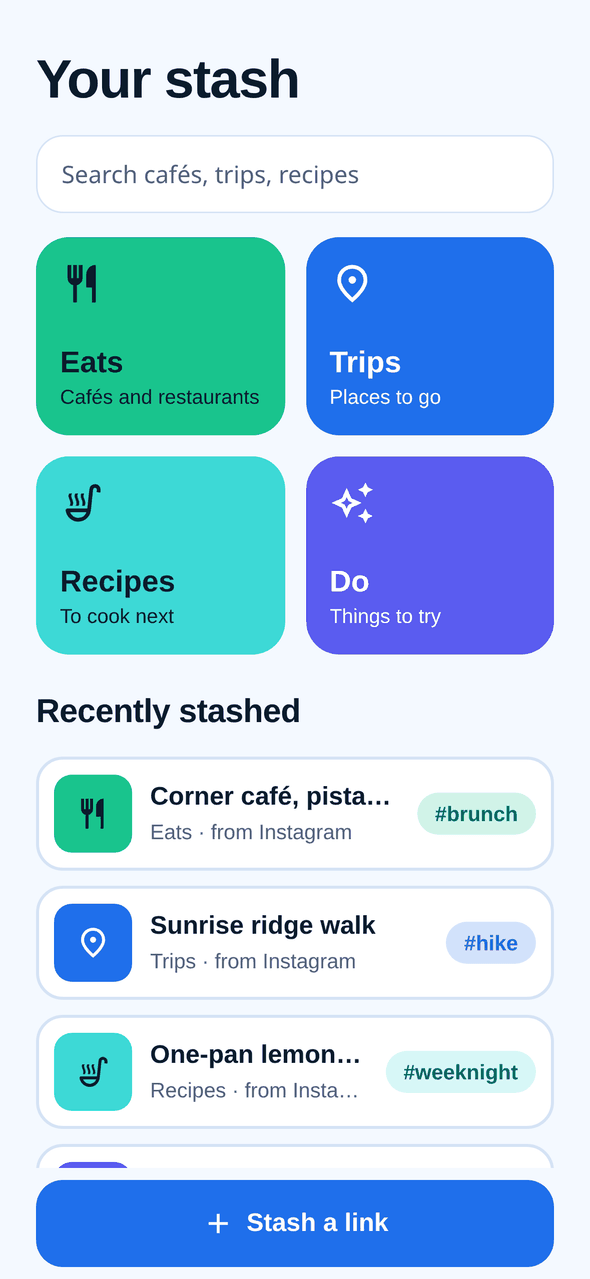 Your stash
Search cafés, trips, recipes
Eats
Cafés and restaurants
Trips
Places to go
Recipes
To cook next
Do
Things to try
Recently stashed
Corner café, pista…
Eats · from Instagram
#brunch
Sunrise ridge walk
Trips · from Instagram
#hike
One-pan lemon…
Recipes · from Insta…
#weeknight
+ Stash a link